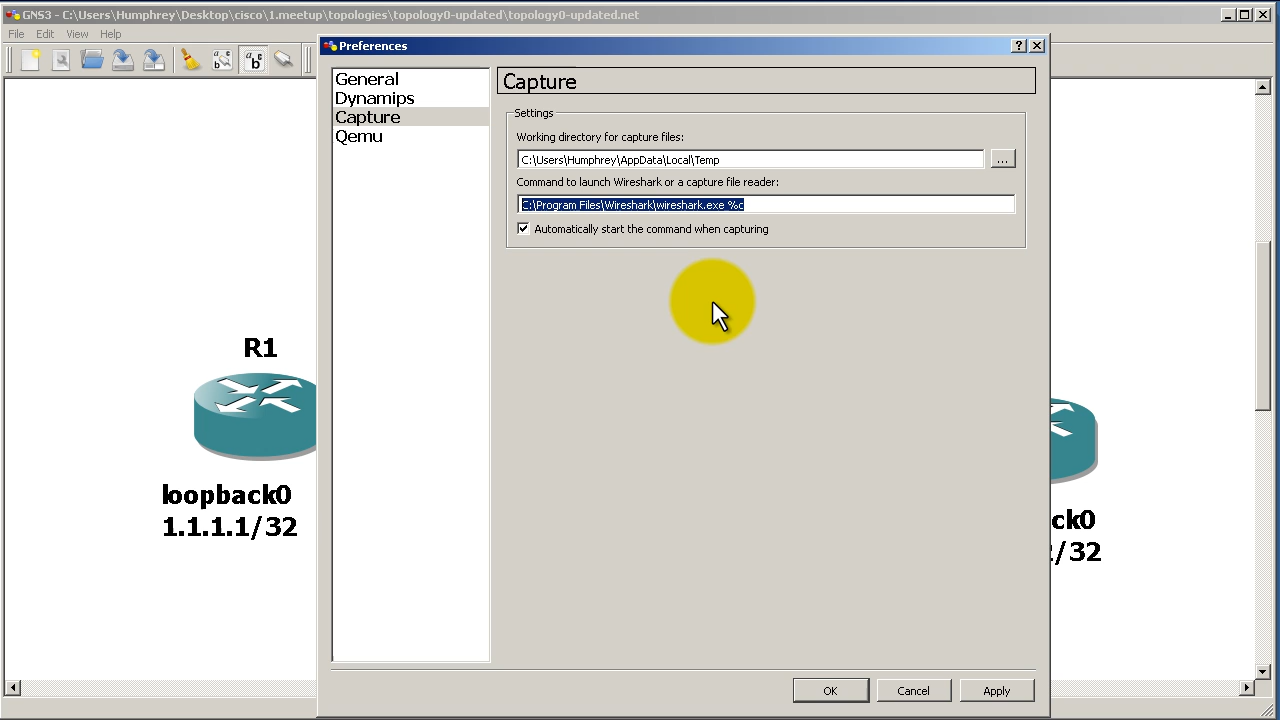 GNS3 - C:\Users\Humphrey\Desktop\cisco\1.meetup\topologies\topology0-updated\topology0-updated.net
File Edit View Help
Preferences
General
Dynamips
Capture
Qemu
Capture
Settings
Working directory for capture files:
C:\Users\Humphrey\AppData\Local\Temp
...
Command to launch Wireshark or a capture file reader:
C:\Program Files\Wireshark\wireshark.exe %c
Automatically start the command when capturing
R1
loopback0
1.1.1.1/32
ck0
/32
OK Cancel Apply